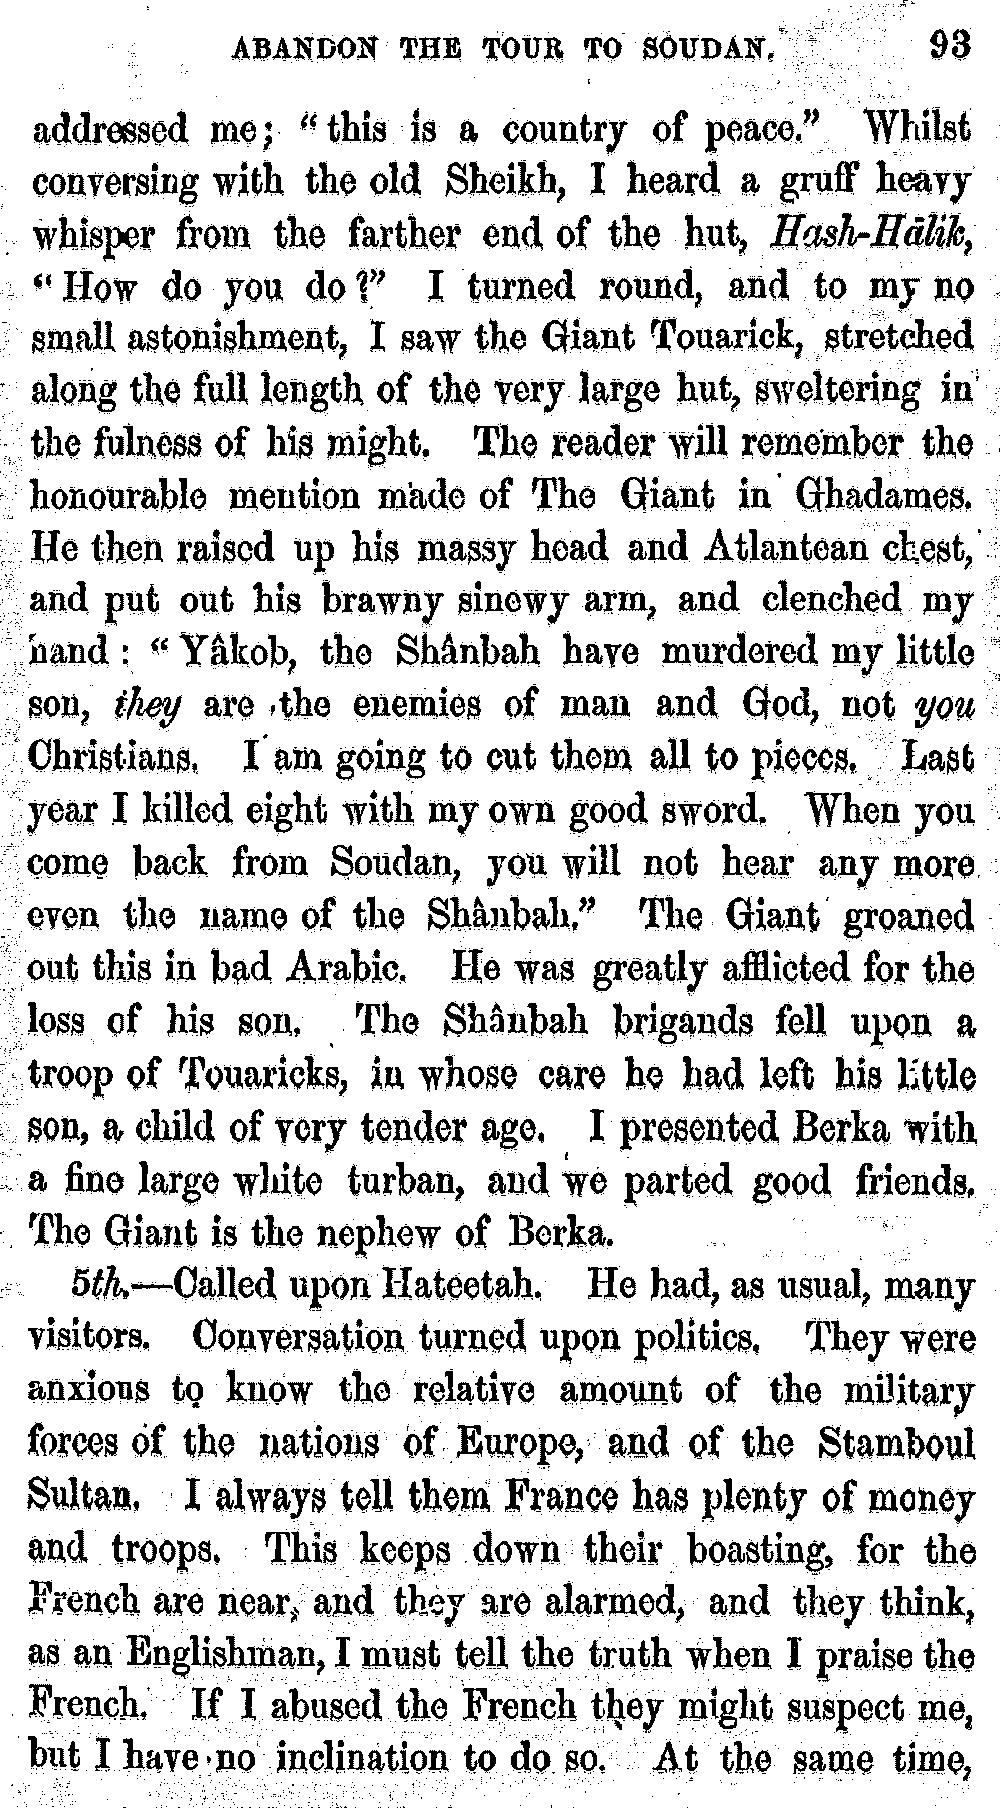 ABANDON THE TOUR TO SOUDAN. 93
addressed me; “this is a country of peace.” Whilst
conversing with the old Sheikh, I heard a gruff heavy
whisper from the farther end of the hut, Hash-Hālik,
“How do you do?” I turned round, and to my no
small astonishment, I saw the Giant Touarick, stretched
along the full length of the very large hut, sweltering in
the fulness of his might. The reader will remember the
honourable mention made of The Giant in Ghadames.
He then raised up his massy head and Atlantean chest,
and put out his brawny sinewy arm, and clenched my
hand: “Yâkob, the Shânbah have murdered my little
son, they are the enemies of man and God, not you
Christians. I am going to cut them all to pieces. Last
year I killed eight with my own good sword. When you
come back from Soudan, you will not hear any more
even the name of the Shânbah.” The Giant groaned
out this in bad Arabic. He was greatly afflicted for the
loss of his son. The Shânbah brigands fell upon a
troop of Touaricks, in whose care he had left his little
son, a child of very tender age. I presented Berka with
a fine large white turban, and we parted good friends.
The Giant is the nephew of Berka.
5th.—Called upon Hateetah. He had, as usual, many
visitors. Conversation turned upon politics. They were
anxious to know the relative amount of the military
forces of the nations of Europe, and of the Stamboul
Sultan. I always tell them France has plenty of money
and troops. This keeps down their boasting, for the
French are near, and they are alarmed, and they think,
as an Englishman, I must tell the truth when I praise the
French. If I abused the French they might suspect me,
but I have no inclination to do so. At the same time,